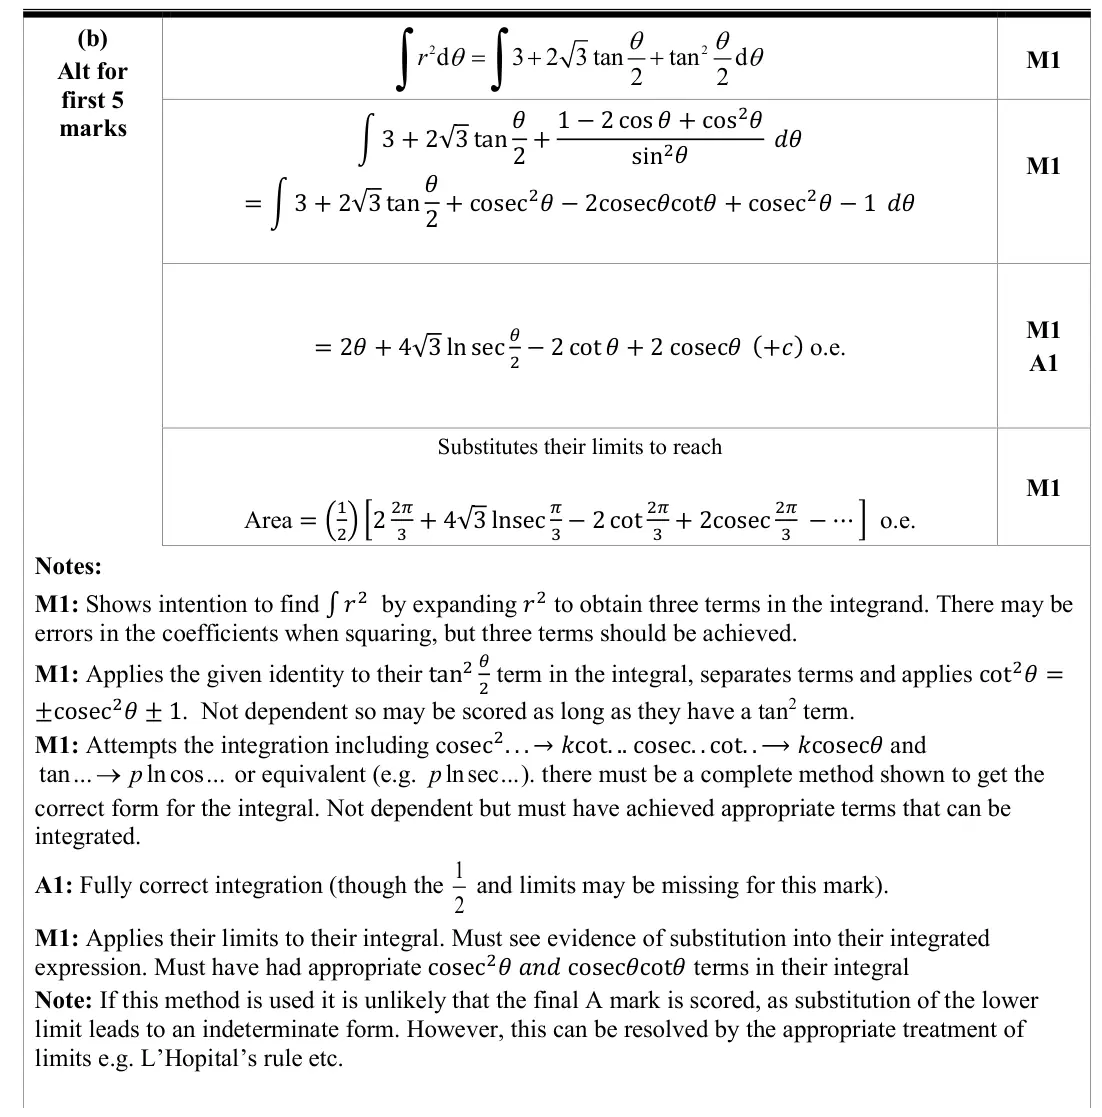 (b)
Alt for
first 5
marks
∫ r²dθ = ∫ 3 + 2√3 tan θ/2 + tan² θ/2 dθ
M1
∫ 3 + 2√3 tan θ/2 + (1 − 2 cos θ + cos²θ)/(sin²θ) dθ
= ∫ 3 + 2√3 tan θ/2 + cosec²θ − 2cosecθcotθ + cosec²θ − 1 dθ
M1
= 2θ + 4√3 ln sec θ/2 − 2 cot θ + 2 cosecθ (+c) o.e.
M1
A1
Substitutes their limits to reach
Area = (1/2) [2 2π/3 + 4√3 lnsec π/3 − 2 cot 2π/3 + 2cosec 2π/3 − ⋯] o.e.
M1
Notes:
M1: Shows intention to find ∫ r² by expanding r² to obtain three terms in the integrand. There may be
errors in the coefficients when squaring, but three terms should be achieved.
M1: Applies the given identity to their tan² θ/2 term in the integral, separates terms and applies cot²θ =
±cosec²θ ± 1. Not dependent so may be scored as long as they have a tan² term.
M1: Attempts the integration including cosec²… → kcot… cosec..cot.. ⟶ kcosecθ and
tan… → p ln cos… or equivalent (e.g. p ln sec…). there must be a complete method shown to get the
correct form for the integral. Not dependent but must have achieved appropriate terms that can be
integrated.
A1: Fully correct integration (though the 1/2 and limits may be missing for this mark).
M1: Applies their limits to their integral. Must see evidence of substitution into their integrated
expression. Must have had appropriate cosec²θ and cosecθcotθ terms in their integral
Note: If this method is used it is unlikely that the final A mark is scored, as substitution of the lower
limit leads to an indeterminate form. However, this can be resolved by the appropriate treatment of
limits e.g. L’Hopital’s rule etc.